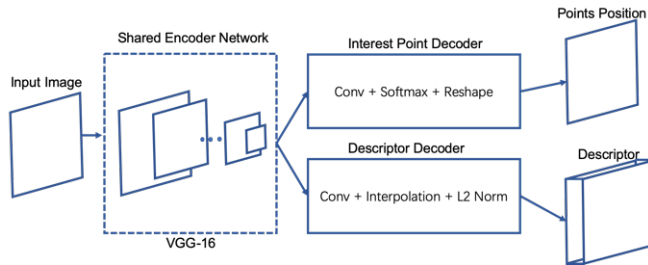 Points Position
Shared Encoder Network
Interest Point Decoder
Input Image
Conv + Softmax + Reshape
Descriptor Decoder
Descriptor
Conv + Interpolation + L2 Norm
VGG-16